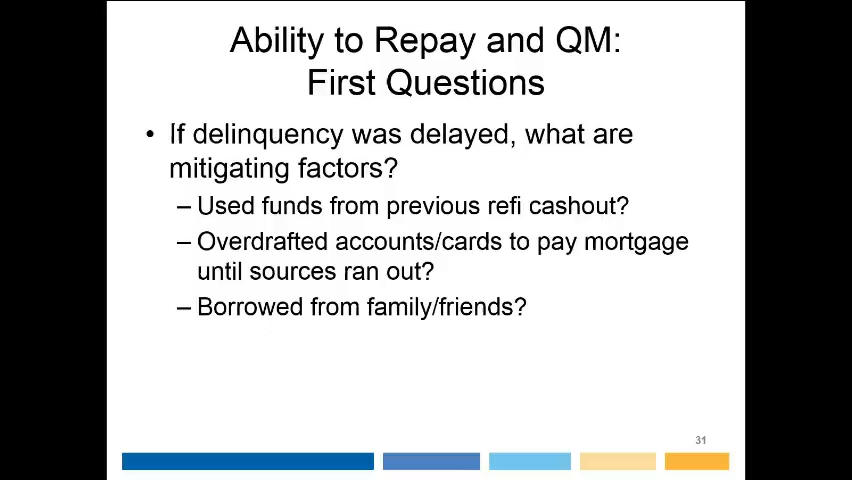 Ability to Repay and QM:
First Questions
• If delinquency was delayed, what are
mitigating factors?
– Used funds from previous refi cashout?
– Overdrafted accounts/cards to pay mortgage
until sources ran out?
– Borrowed from family/friends?
31